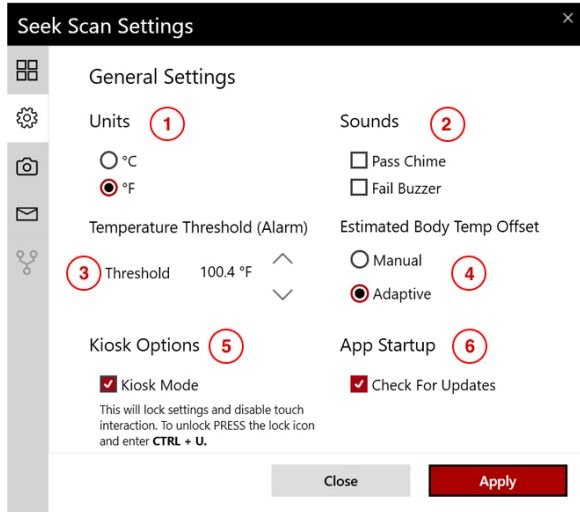 Seek Scan Settings
General Settings
Units 1
°C
°F
Sounds 2
Pass Chime
Fail Buzzer
Temperature Threshold (Alarm)
3 Threshold 100.4 °F
Estimated Body Temp Offset
Manual
Adaptive
4
Kiosk Options 5
Kiosk Mode
This will lock settings and disable touch
interaction. To unlock PRESS the lock icon
and enter CTRL + U.
App Startup 6
Check For Updates
Close
Apply